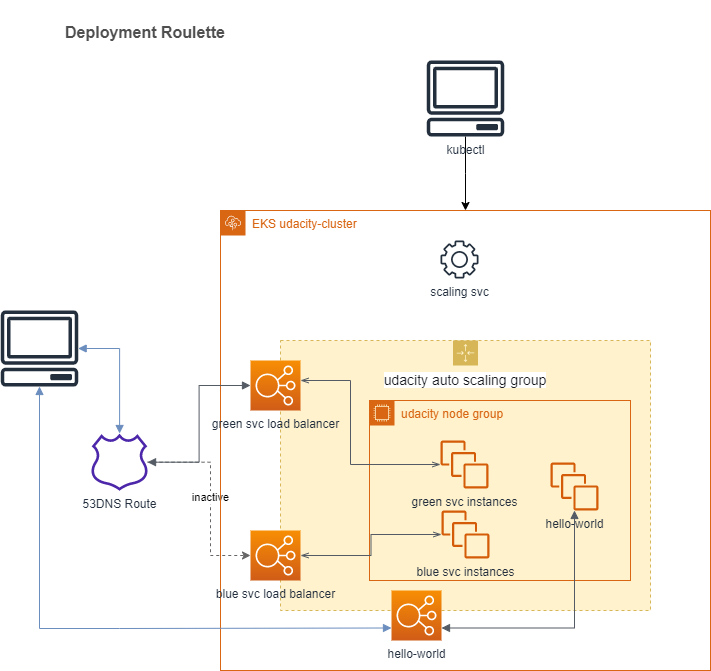 Deployment Roulette
kubectl
EKS udacity-cluster
scaling svc
udacity auto scaling group
udacity node group
green svc load balancer
green svc instances
inactive
53DNS Route
hello-world
blue svc instances
blue svc load balancer
hello-world